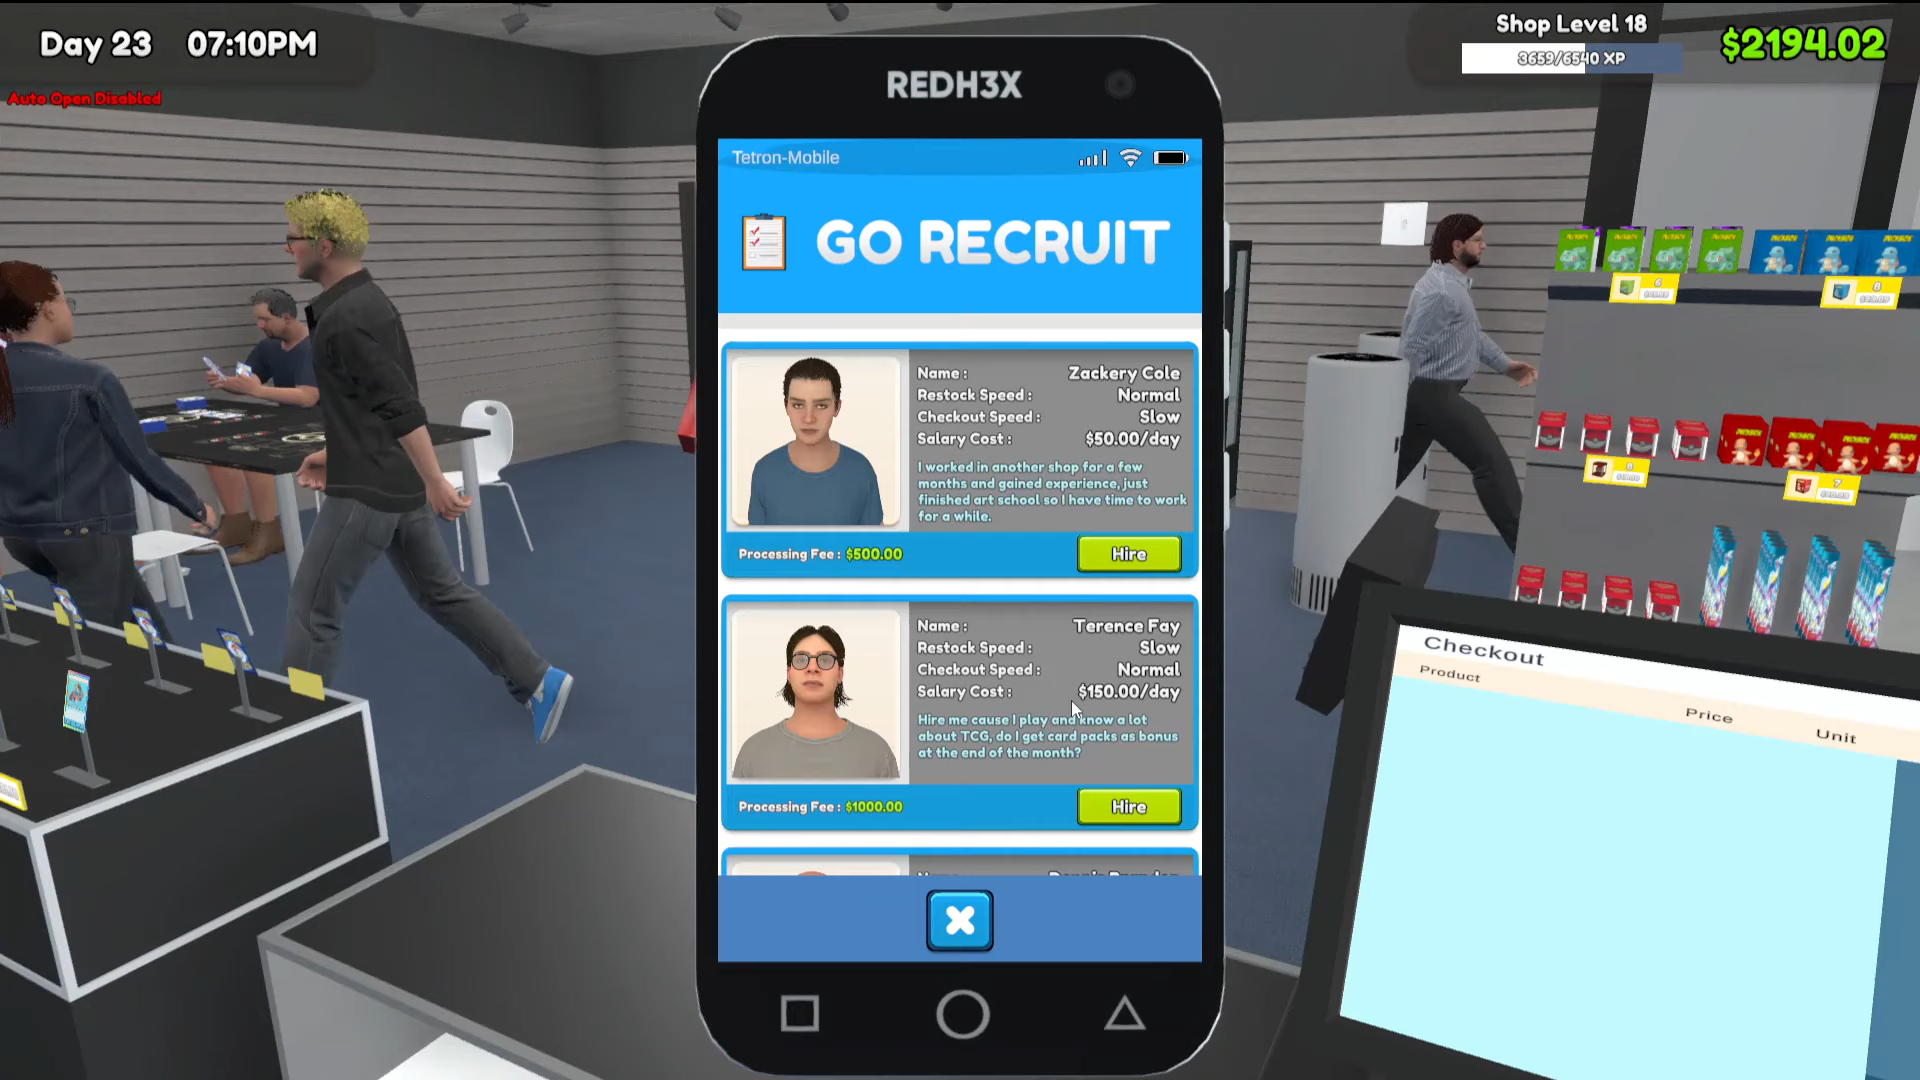 Day 23 07:10PM
Auto Open Disabled
Shop Level 18
3659/6540 XP
$2194.02
REDH3X
Tetron-Mobile
GO RECRUIT
Name : Zackery Cole
Restock Speed : Normal
Checkout Speed : Slow
Salary Cost : $50.00/day
I worked in another shop for a few
months and gained experience, just
finished art school so I have time to work
for a while.
Processing Fee : $500.00
Hire
Name : Terence Fay
Restock Speed : Slow
Checkout Speed : Normal
Salary Cost : $150.00/day
Hire me cause I play and know a lot
about TCG, do I get card packs as bonus
at the end of the month?
Processing Fee : $1000.00
Hire
Checkout
Product
Price
Unit